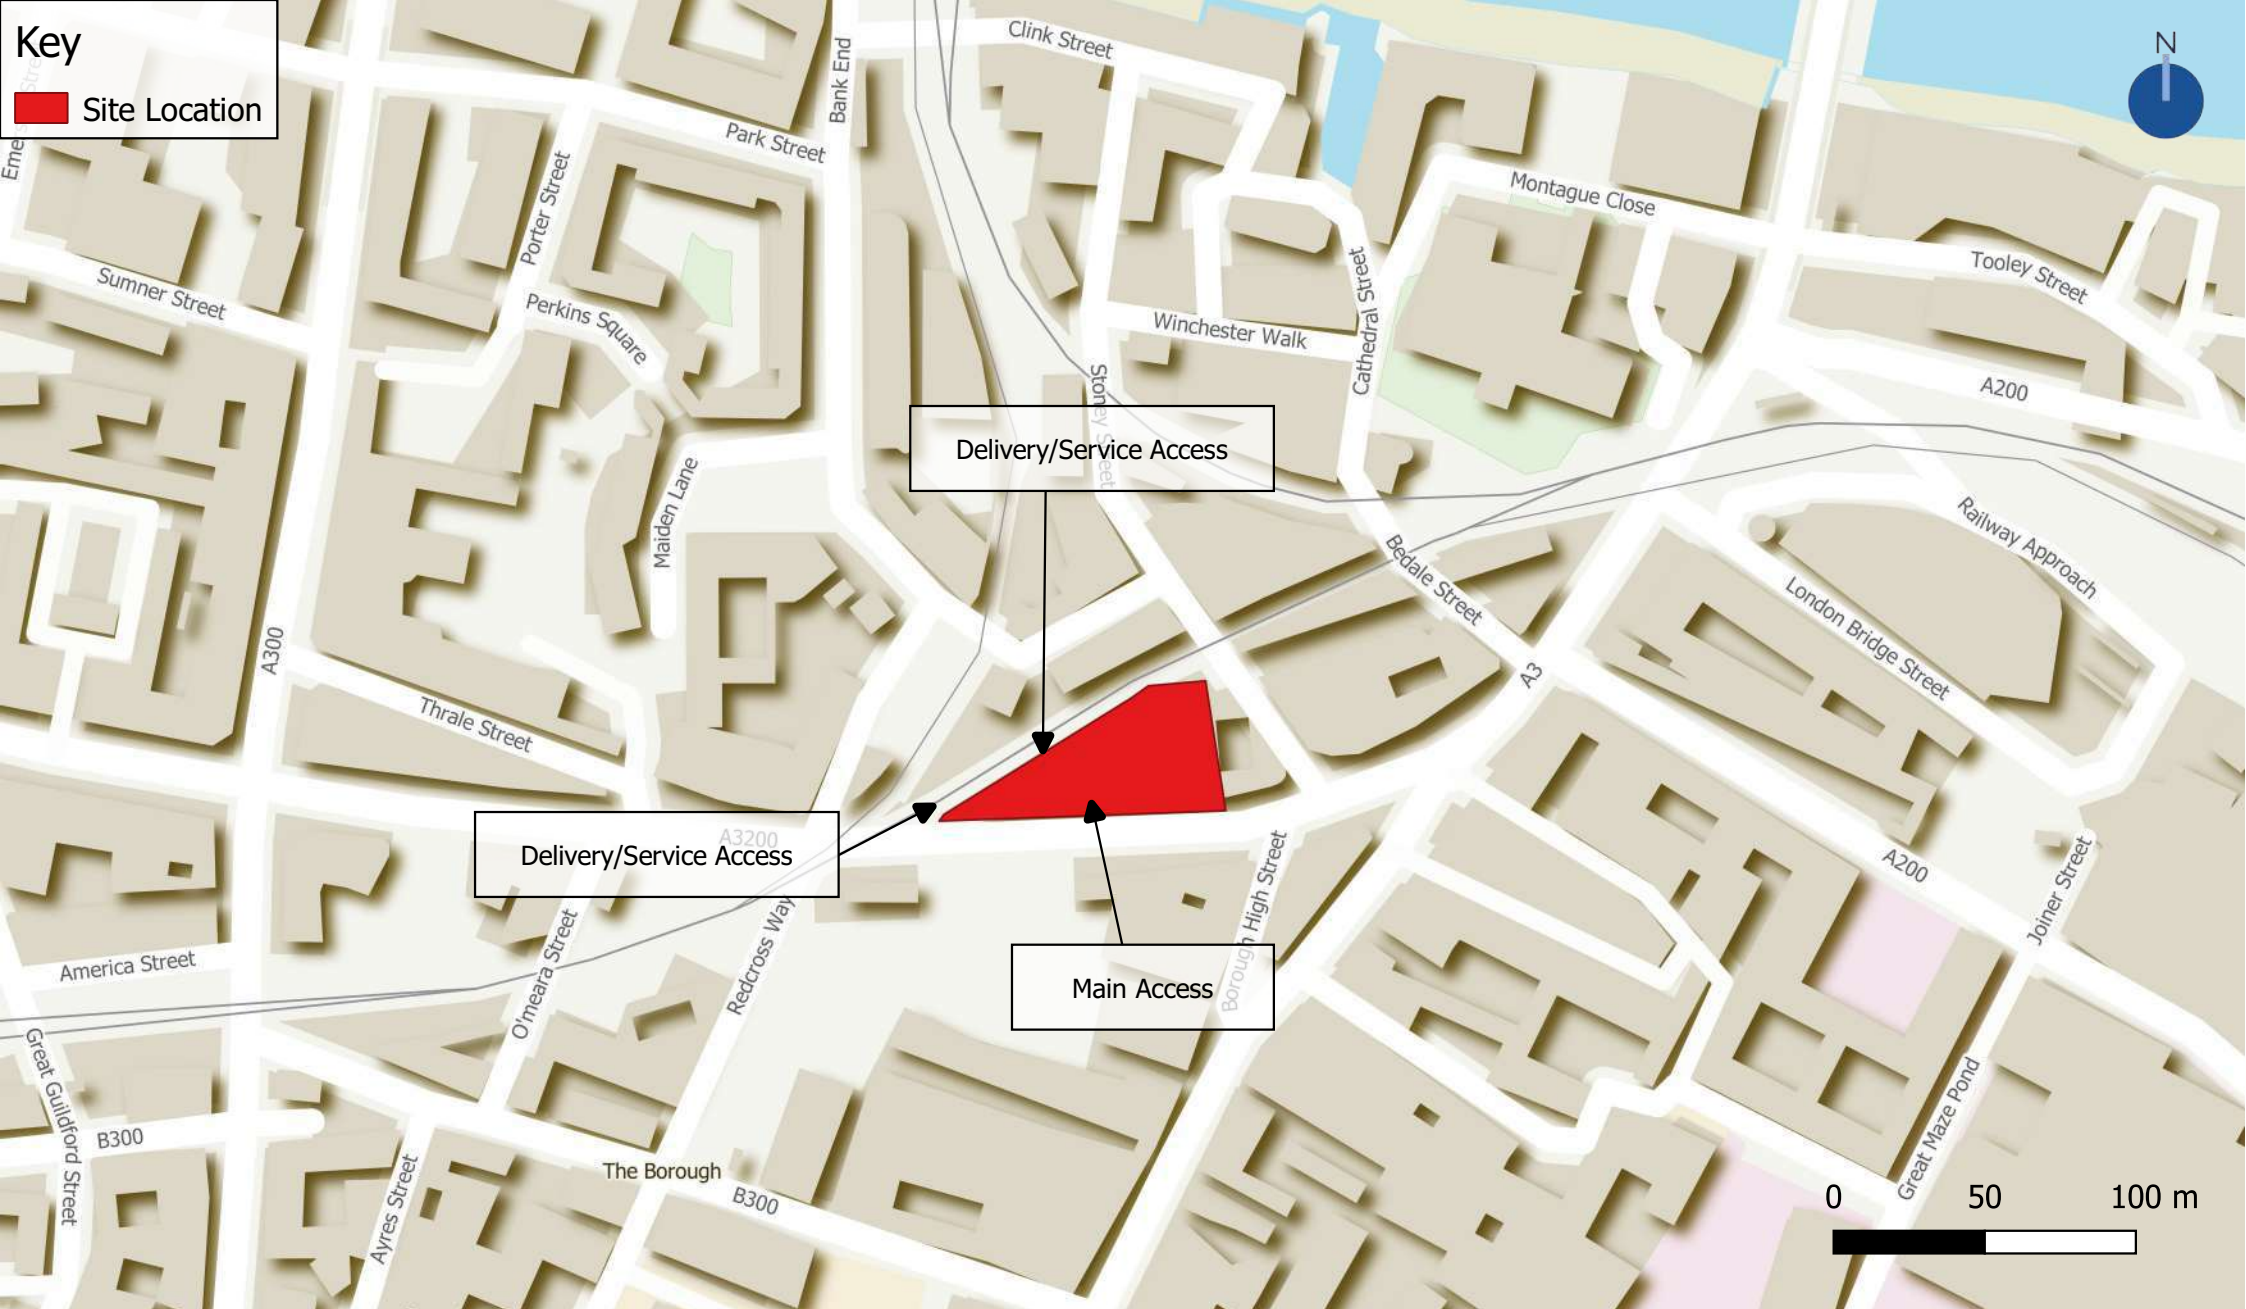 Key
Site Location
N
Clink Street
Bank End
Park Street
Porter Street
Montague Close
Tooley Street
Sumner Street
Perkins Square
Winchester Walk
Cathedral Street
Stoney Street
A200
Delivery/Service Access
Maiden Lane
Railway Approach
Bedale Street
London Bridge Street
A300
A3
Thrale Street
Delivery/Service Access
A3200
Main Access
Borough High Street
A200
Joiner Street
America Street
O'meara Street
Redcross Way
Great Guildford Street
B300
Ayres Street
The Borough
B300
Great Maze Pond
0 50 100 m